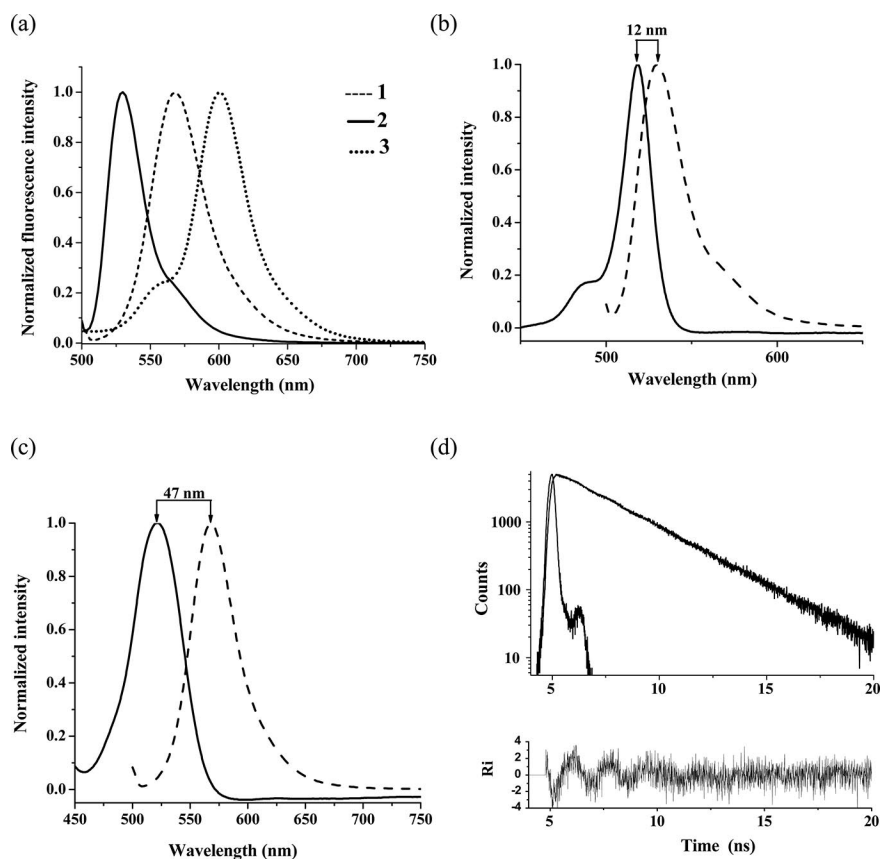 (a)
Normalized fluorescence intensity
1.0
0.8
0.6
0.4
0.2
0.0
500 550 600 650 700 750
Wavelength (nm)
1
2
3
(b)
12 nm
Normalized intensity
1.0
0.8
0.6
0.4
0.2
0.0
500 600
Wavelength (nm)
(c)
47 nm
Normalized intensity
1.0
0.8
0.6
0.4
0.2
0.0
450 500 550 600 650 700 750
Wavelength (nm)
(d)
Counts
1000
100
10
5 10 15 20
Ri
4
2
0
-2
-4
5 10 15 20
Time (ns)